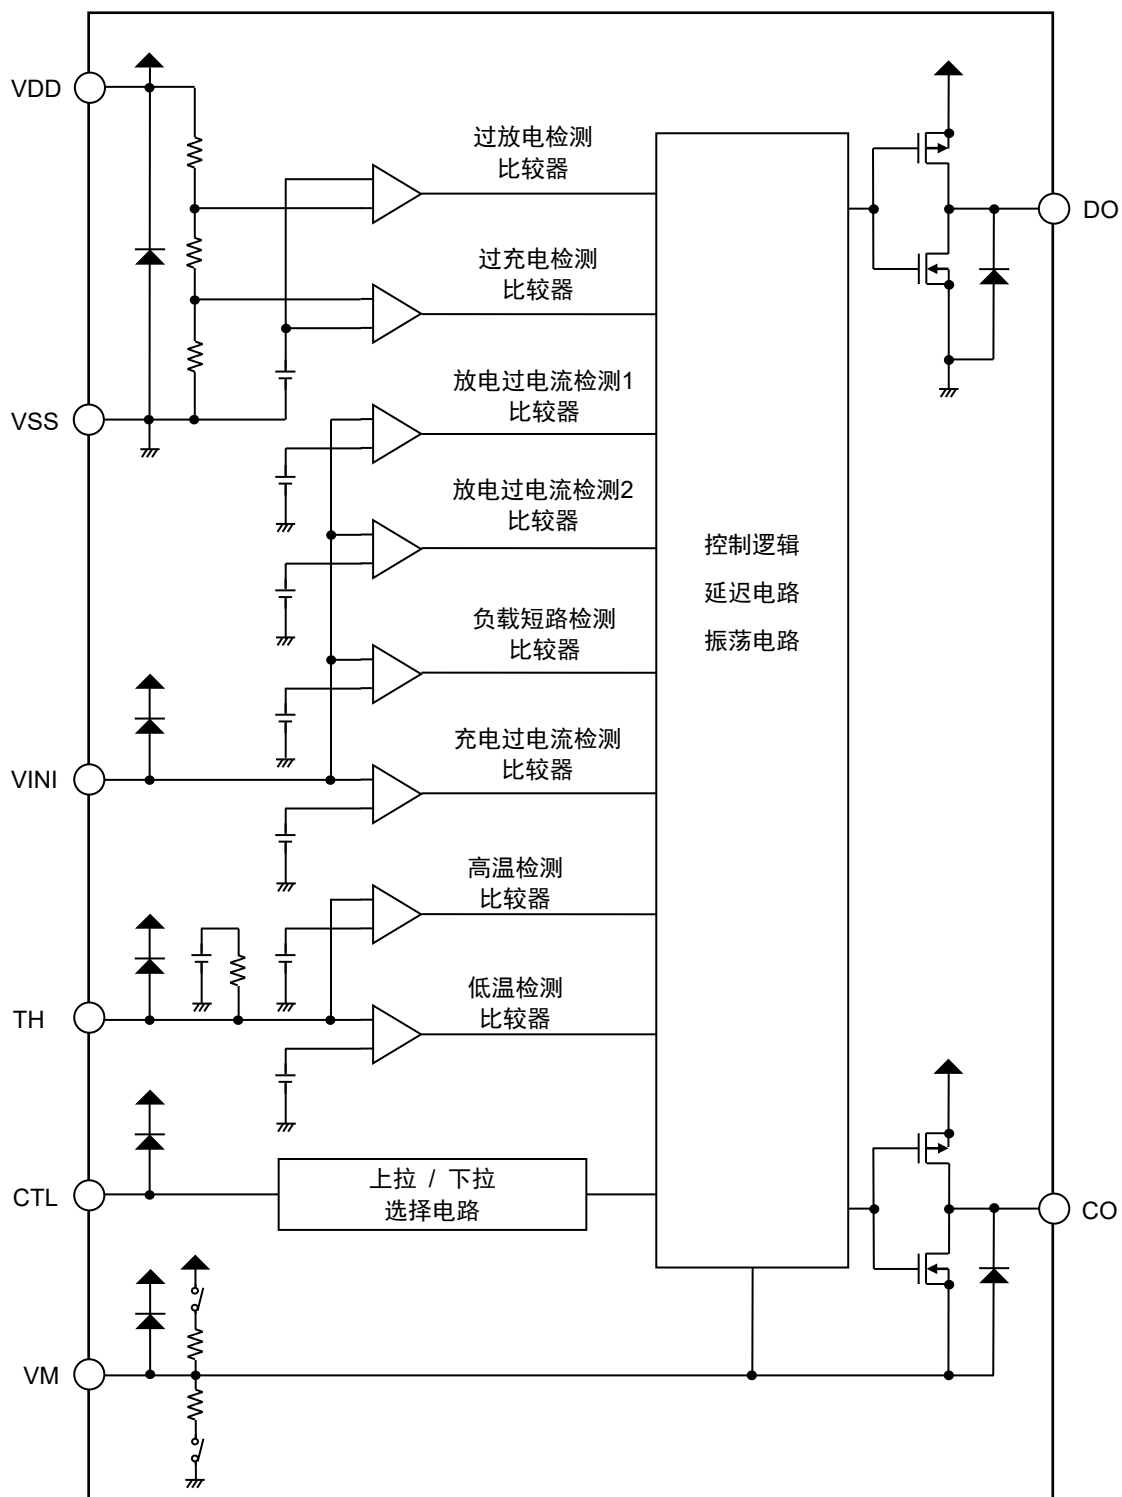 VDD
过放电检测
比较器
DO
过充电检测
比较器
放电过电流检测1
比较器
VSS
放电过电流检测2
比较器
控制逻辑
延迟电路
振荡电路
负载短路检测
比较器
VINI
充电过电流检测
比较器
高温检测
比较器
TH
低温检测
比较器
CTL
上拉 / 下拉
选择电路
CO
VM